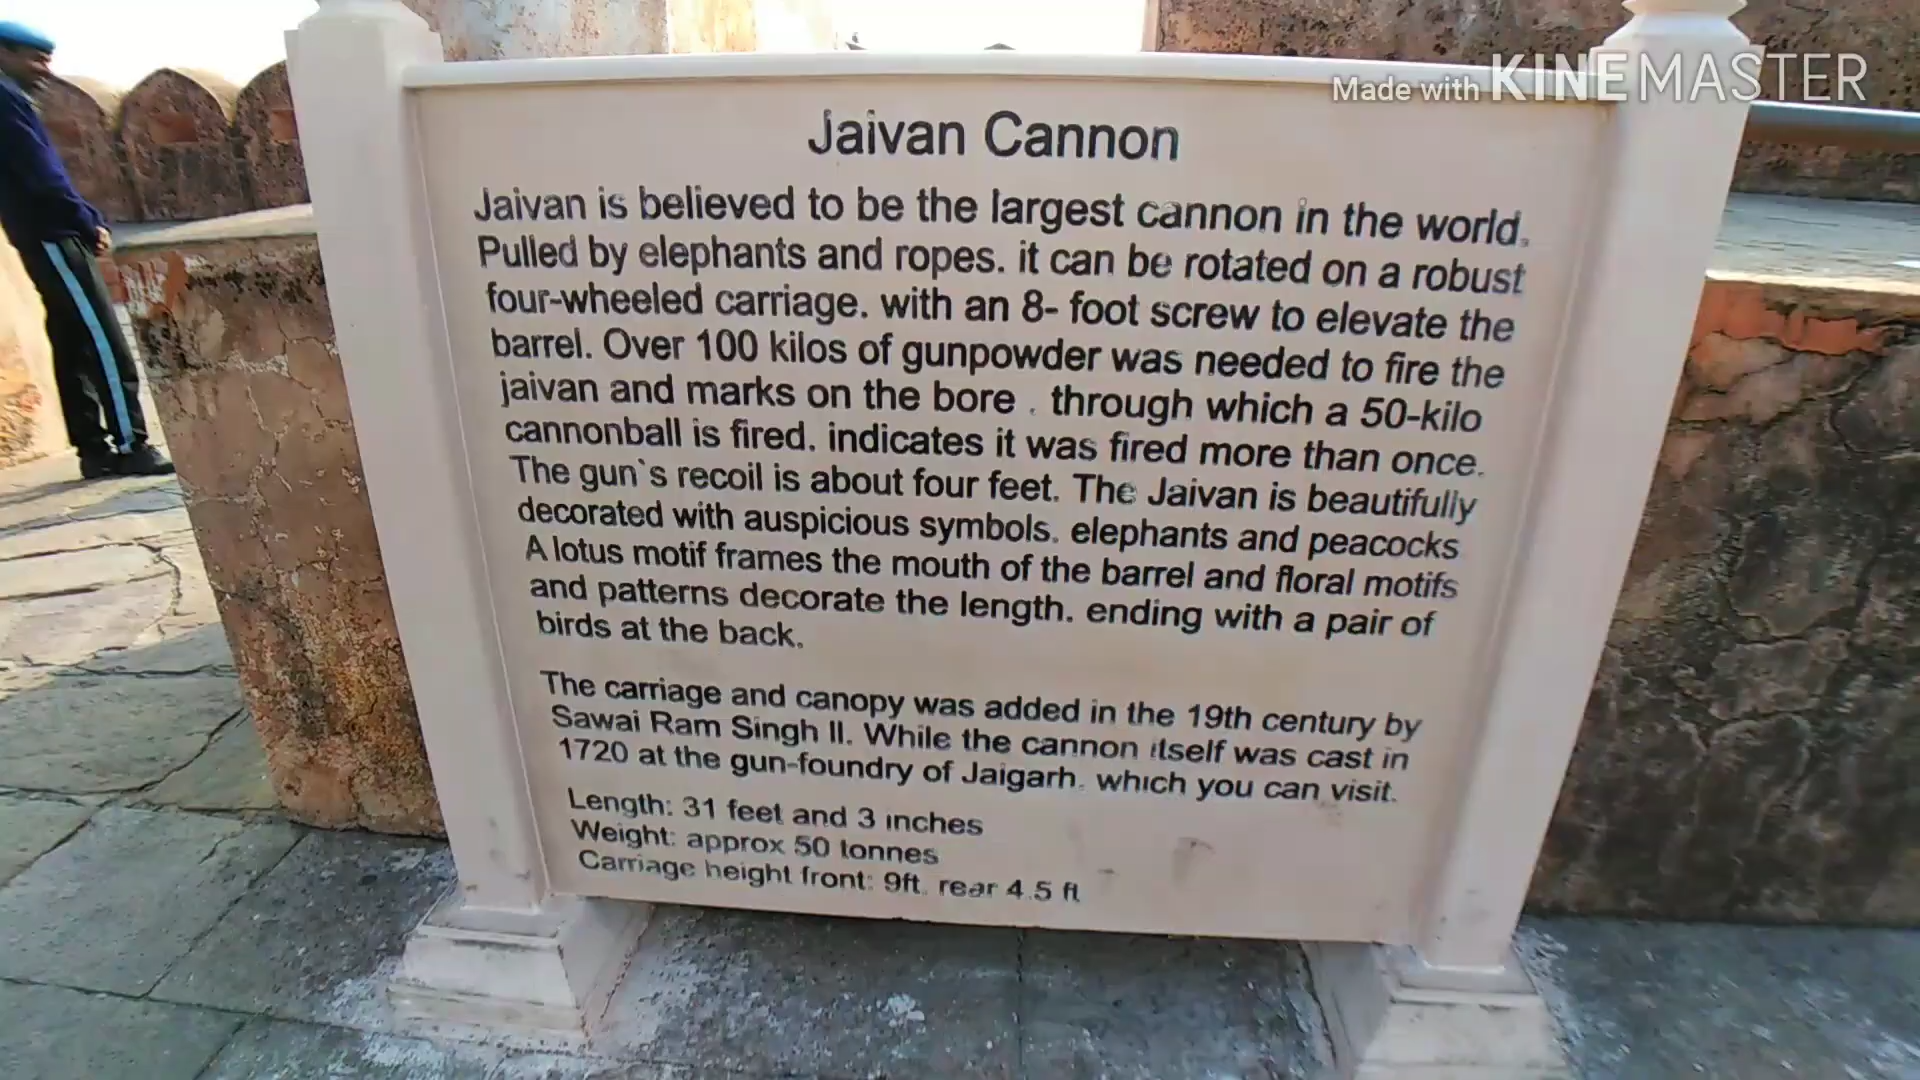 Made with KINEMASTER
Jaivan Cannon
Jaivan is believed to be the largest cannon in the world.
Pulled by elephants and ropes. it can be rotated on a robust
four-wheeled carriage. with an 8- foot screw to elevate the
barrel. Over 100 kilos of gunpowder was needed to fire the
jaivan and marks on the bore . through which a 50-kilo
cannonball is fired. indicates it was fired more than once.
The gun`s recoil is about four feet. The Jaivan is beautifully
decorated with auspicious symbols. elephants and peacocks
A lotus motif frames the mouth of the barrel and floral motifs
and patterns decorate the length. ending with a pair of
birds at the back.
The carriage and canopy was added in the 19th century by
Sawai Ram Singh II. While the cannon itself was cast in
1720 at the gun-foundry of Jaigarh. which you can visit.
Length: 31 feet and 3 inches
Weight: approx 50 tonnes
Carriage height front: 9ft. rear 4.5 ft